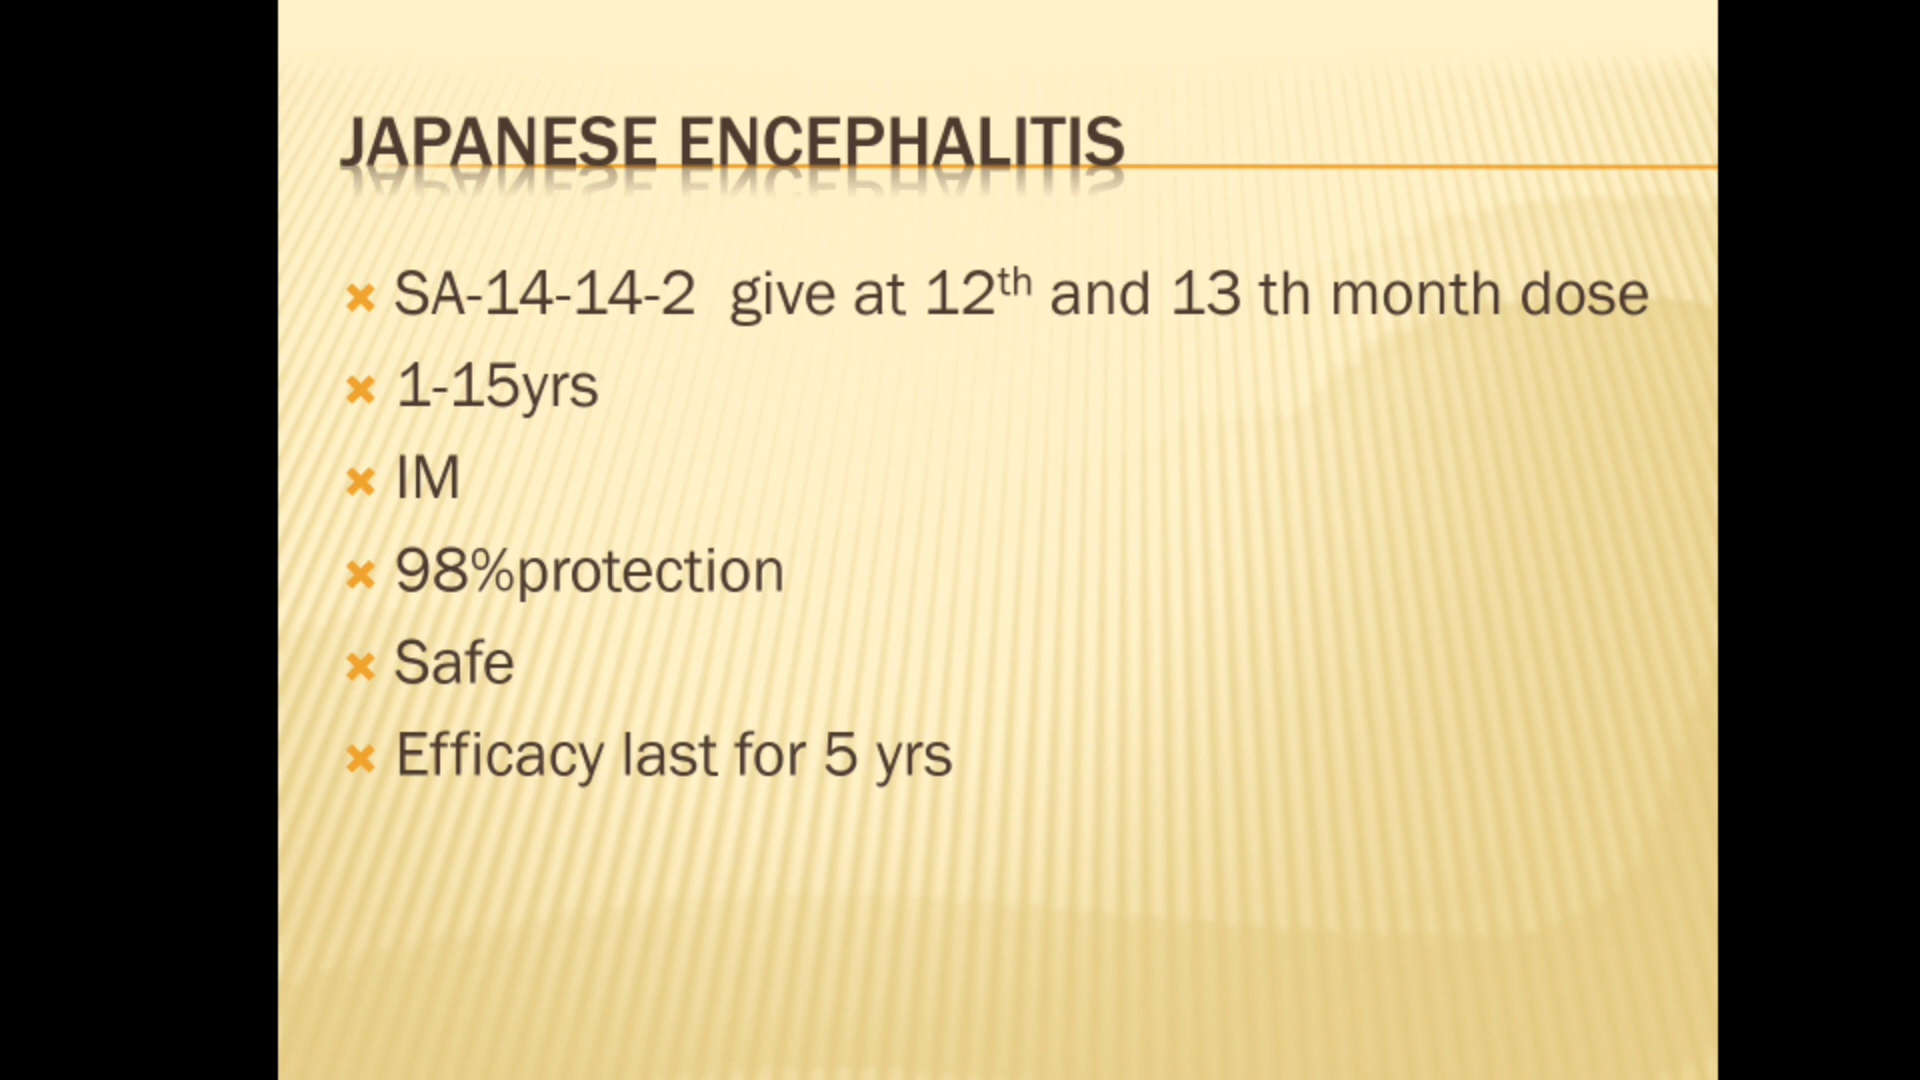 JAPANESE ENCEPHALITIS
SA-14-14-2 give at 12th and 13 th month dose
1-15yrs
IM
98%protection
Safe
Efficacy last for 5 yrs